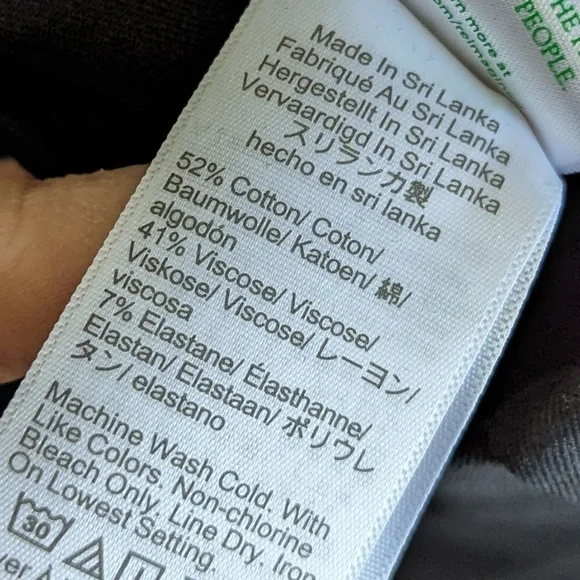 Made In Sri Lanka
Fabriqué Au Sri Lanka
Hergestellt In Sri Lanka
Vervaardigd In Sri Lanka
スリランカ製
hecho en sri lanka
52% Cotton/ Coton/
Baumwolle/ Katoen/ 綿/
algodón
41% Viscose/ Viscose/
Viskose/ Viscose/ レーヨン/
viscosa
7% Elastane/ Élasthanne/
Elastan/ Elastaan/ ポリウレ
タン/ elastano
Machine Wash Cold. With
Like Colors. Non-chlorine
Bleach Only. Line Dry. Iron
On Lowest Setting.
30
THE
PEOPLE.
more at